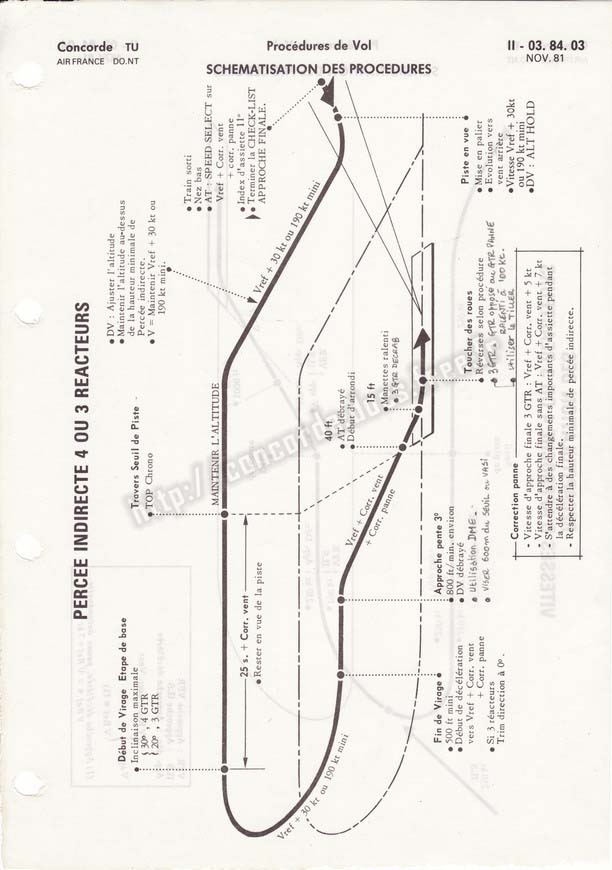 Concorde TU
AIR FRANCE DO.NT
Procédures de Vol
SCHEMATISATION DES PROCEDURES
II - 03. 84. 03
NOV. 81
PERCEE INDIRECTE 4 OU 3 REACTEURS
Début de Virage Etape de base
• Inclinaison maximale
{ 30° , 4 GTR
{ 20° , 3 GTR
Travers Seuil de Piste
• TOP Chrono
• DV : Ajuster l'altitude
• Maintenir l'altitude au-dessus
de la hauteur minimale de
Percée indirecte.
• V = Maintenir Vref + 30 kt ou
190 kt mini.
• Train sorti
• Nez bas
• AT : SPEED SELECT sur
Vref + Corr. vent
+ corr. panne
• Index d'assiette 11°
• Terminer la CHECK-LIST
APPROCHE FINALE.
MAINTENIR L'ALTITUDE
Vref + 30 kt ou 190 kt mini
25 s. + Corr. vent
• Rester en vue de la piste
Vref + 30 kt ou 190 kt mini
Vref + Corr. vent
+ Corr. panne
40 ft
AT débrayé
Début d'arrondi
15 ft
Manettes ralenti
• 3 GTR DEGRAB
Fin de Virage
• 500 ft mini
• Début de décélération
vers Vref + Corr. vent
+ Corr. panne
• Si 3 réacteurs
Trim direction à 0°.
Approche pente 3°
• 800 ft/min. environ
• DV débrayé
• UTILISATION DME
• VISER 600m du SEUIL ou VASI
Toucher des roues
• Réverses selon procédure
• 3 GTR : GTR opposé au GTR PANNE
RALENTI à 100 kt.
• utiliser le TILLER
Piste en vue
• Mise en palier
• Evolution vers
vent arrière
• Vitesse Vref + 30kt
ou 190 kt mini
• DV : ALT HOLD
Correction panne
- Vitesse d'approche finale 3 GTR : Vref + Corr. vent + 5 kt
- Vitesse d'approche finale sans AT : Vref + Corr. vent + 7 kt
- S'attendre à des changements importants d'assiette pendant
la décélération finale.
- Respecter la hauteur minimale de percée indirecte.